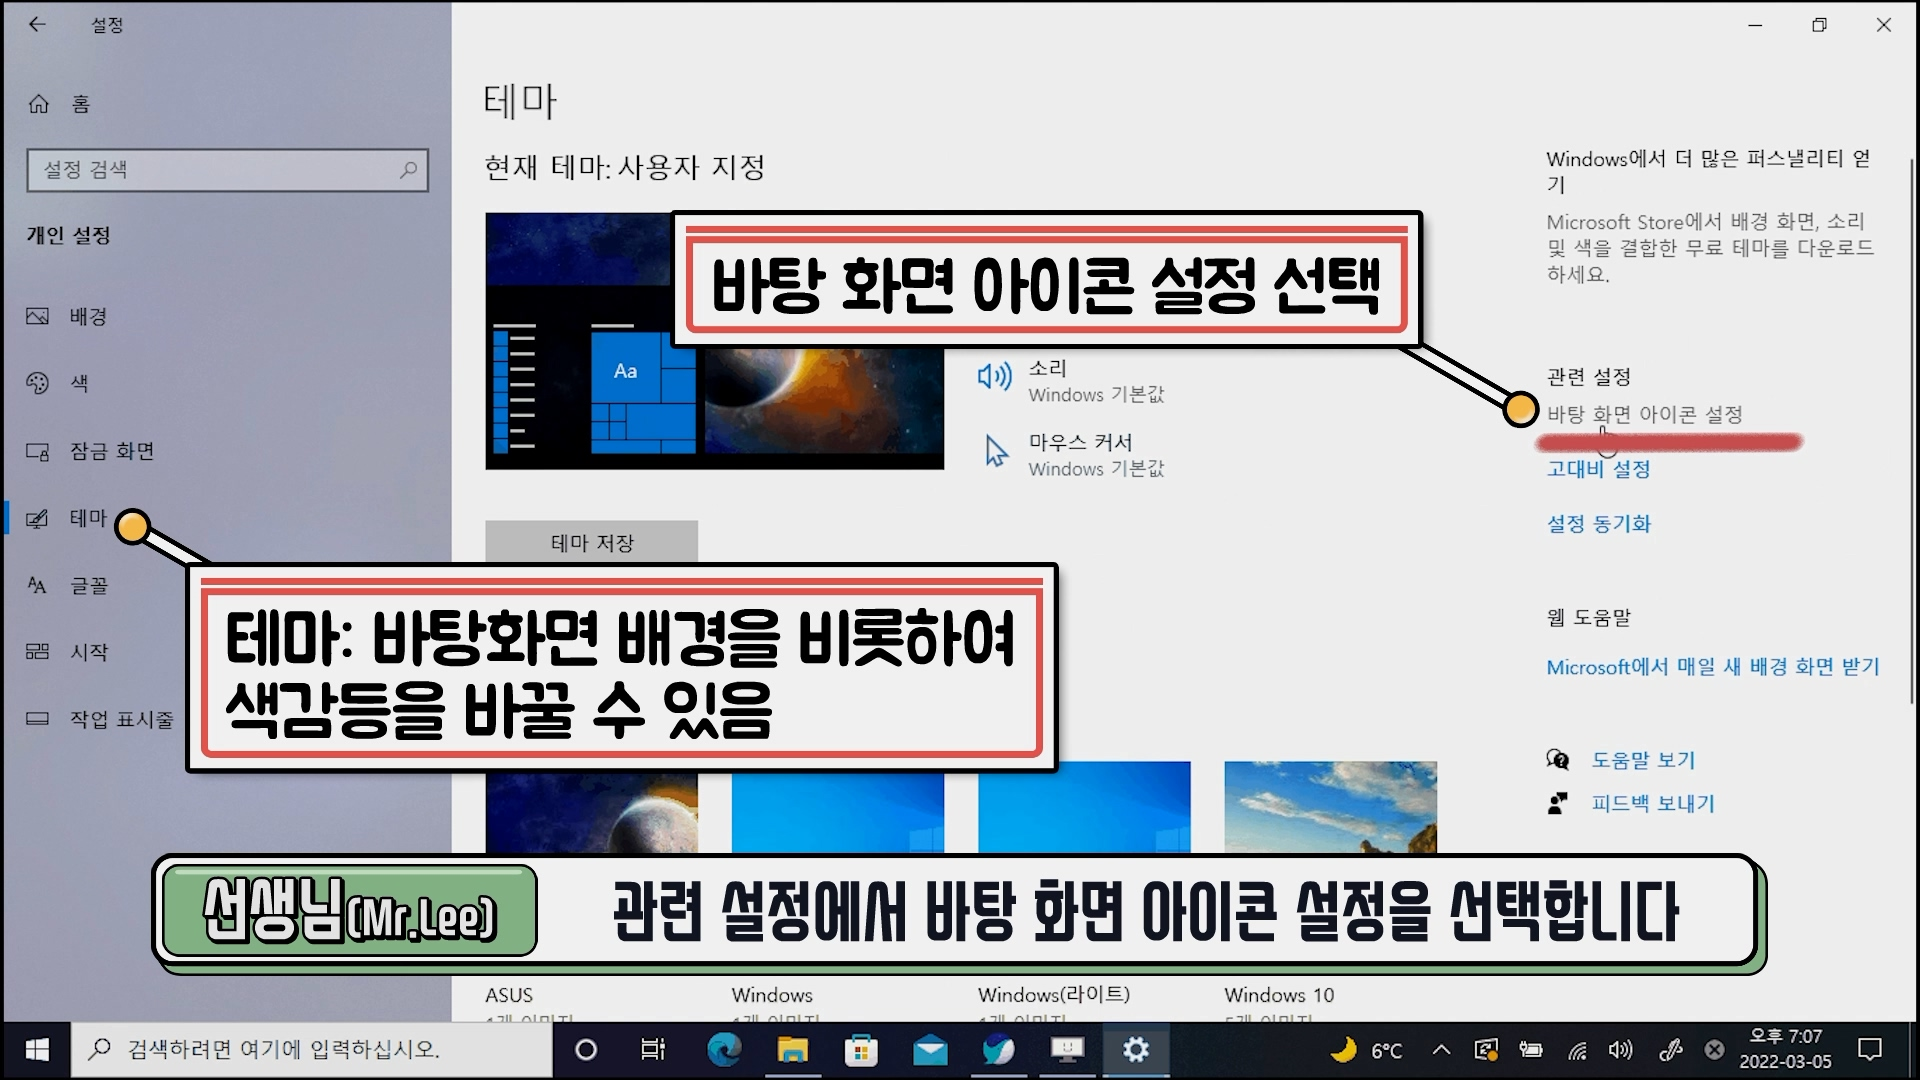 설정
홈
설정 검색
개인 설정
배경
색
잠금 화면
테마
글꼴
시작
작업 표시줄
테마
현재 테마: 사용자 지정
바탕 화면 아이콘 설정 선택
Aa
소리
Windows 기본값
마우스 커서
Windows 기본값
테마 저장
테마: 바탕화면 배경을 비롯하여
색감등을 바꿀 수 있음
Windows에서 더 많은 퍼스낼리티 얻
기
Microsoft Store에서 배경 화면, 소리
및 색을 결합한 무료 테마를 다운로드
하세요.
관련 설정
바탕 화면 아이콘 설정
고대비 설정
설정 동기화
웹 도움말
Microsoft에서 매일 새 배경 화면 받기
도움말 보기
피드백 보내기
선생님(Mr.Lee)
관련 설정에서 바탕 화면 아이콘 설정을 선택합니다
ASUS
Windows
Windows(라이트)
Windows 10
검색하려면 여기에 입력하십시오.
6°C
오후 7:07
2022-03-05